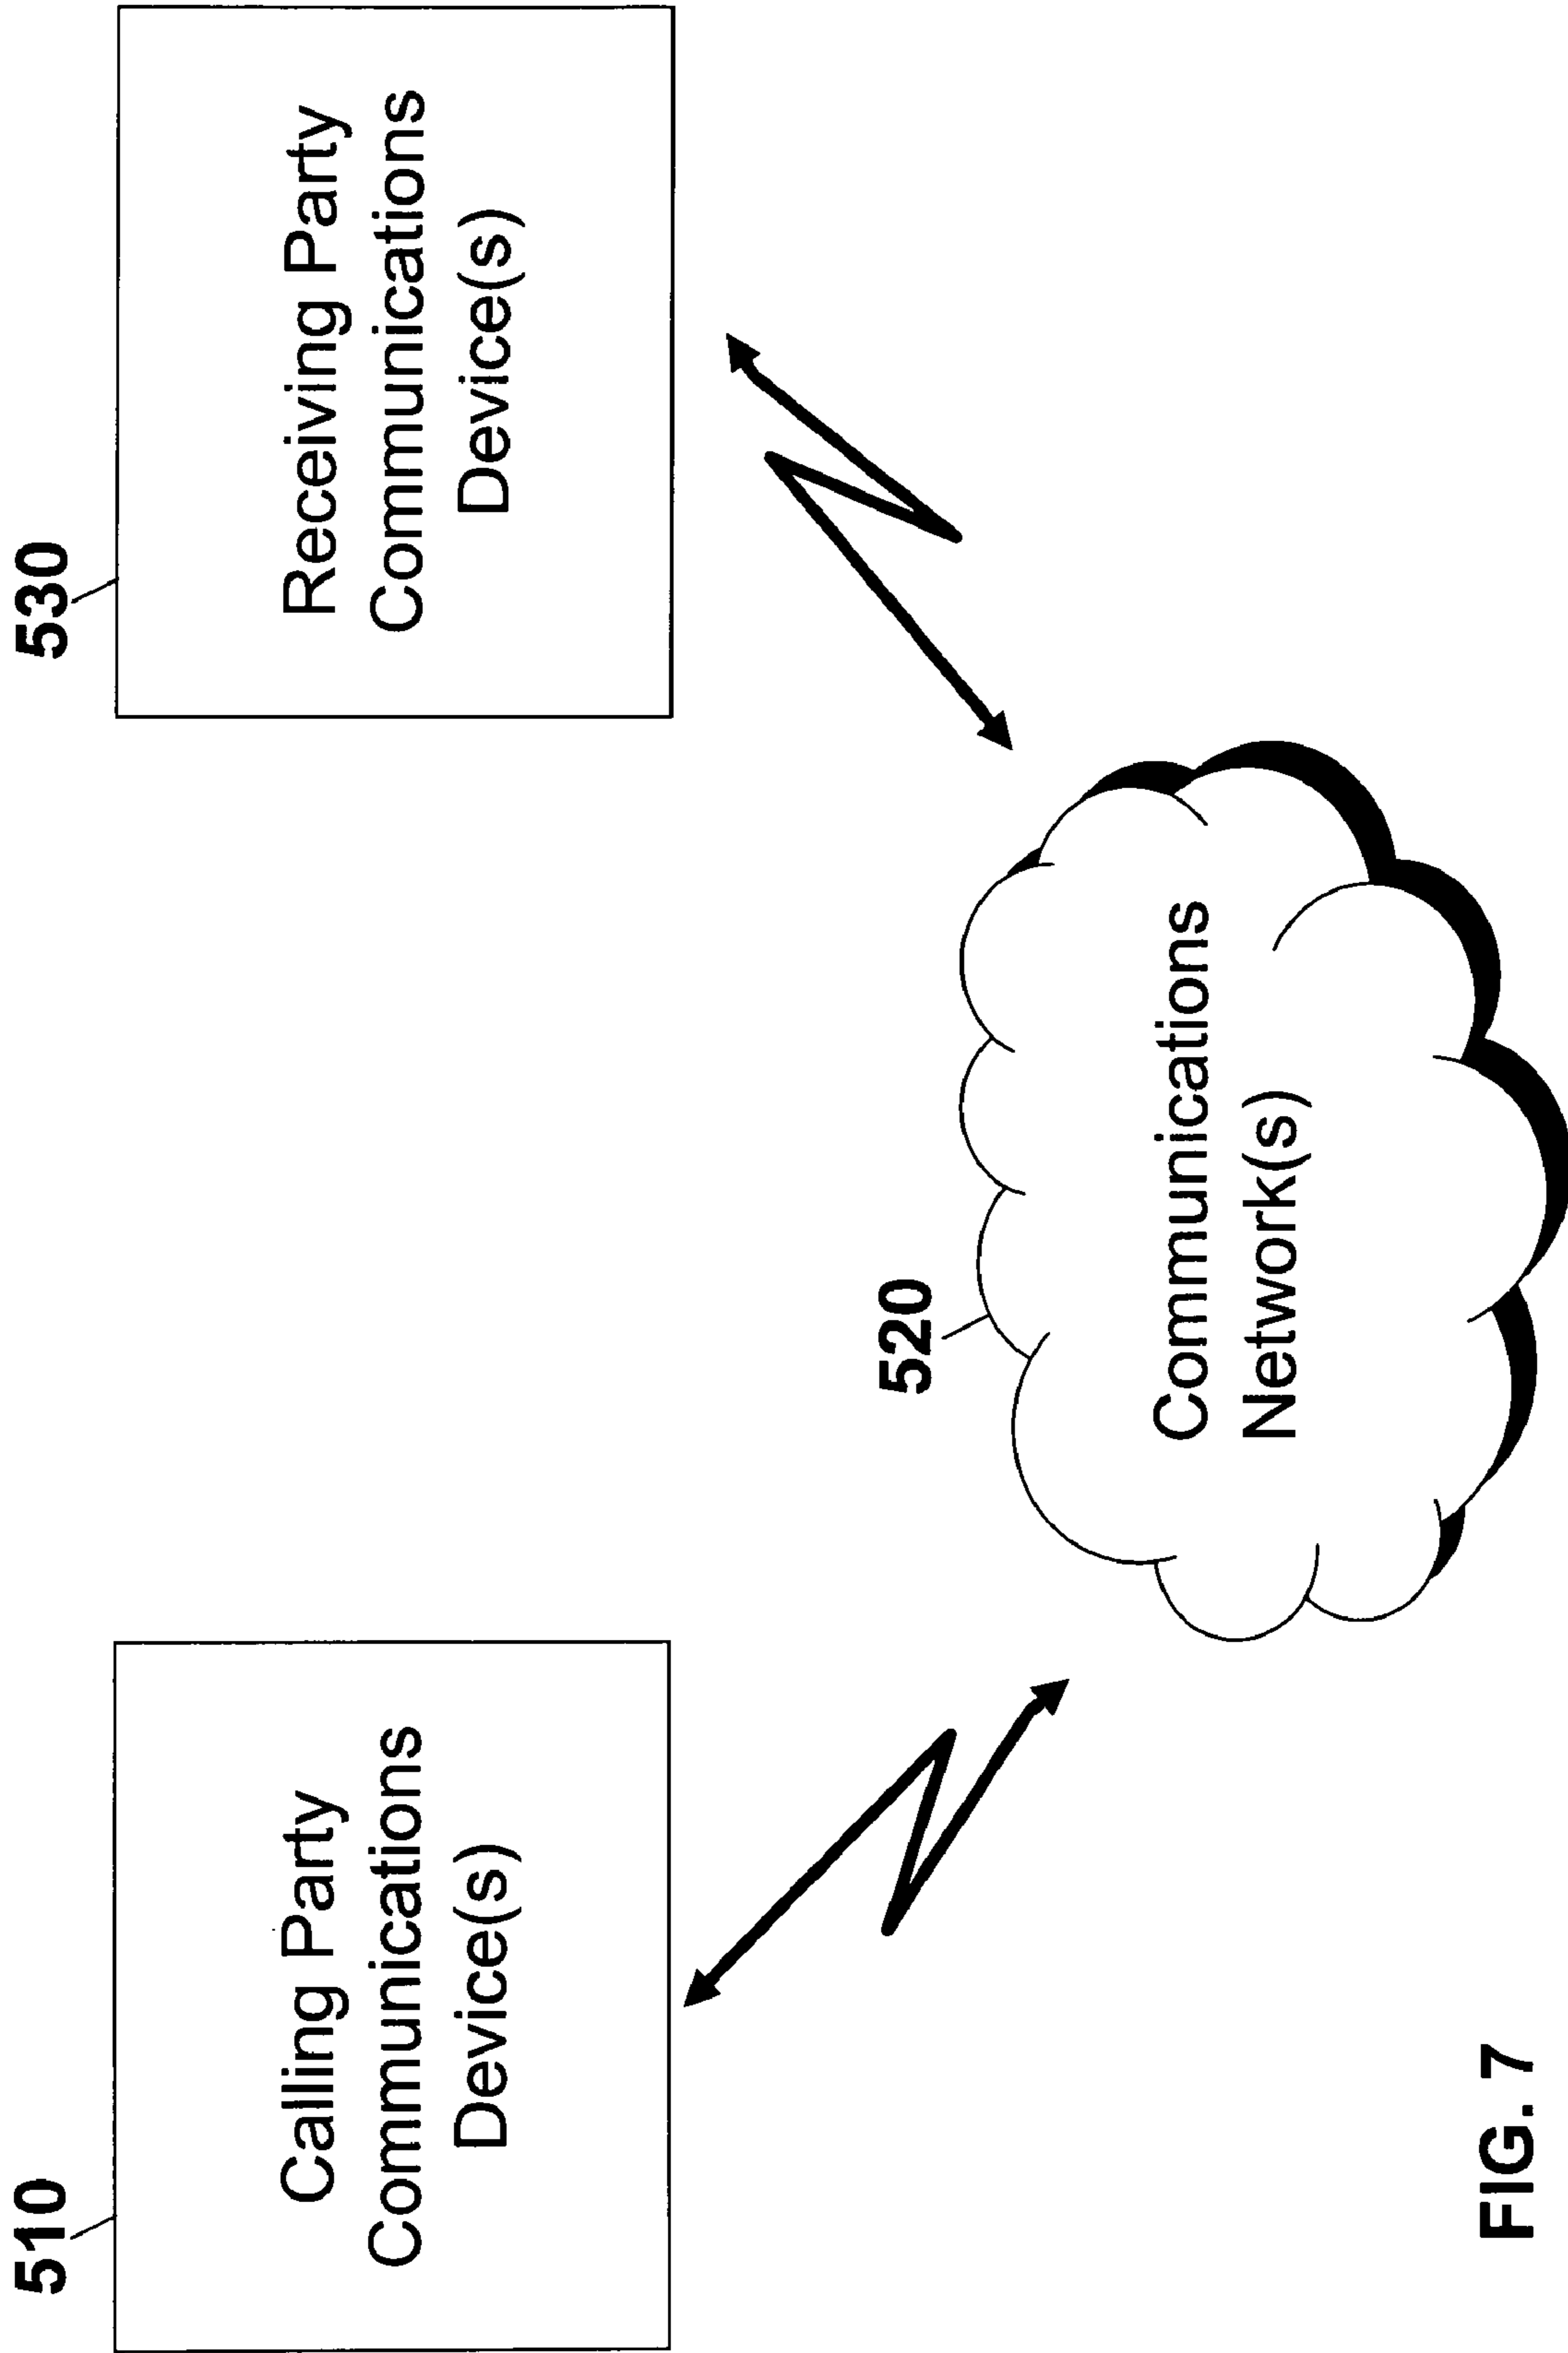 510
Calling Party
Communications
Device(s)
520
Communications
Network(s)
530
Receiving Party
Communications
Device(s)
FIG. 7